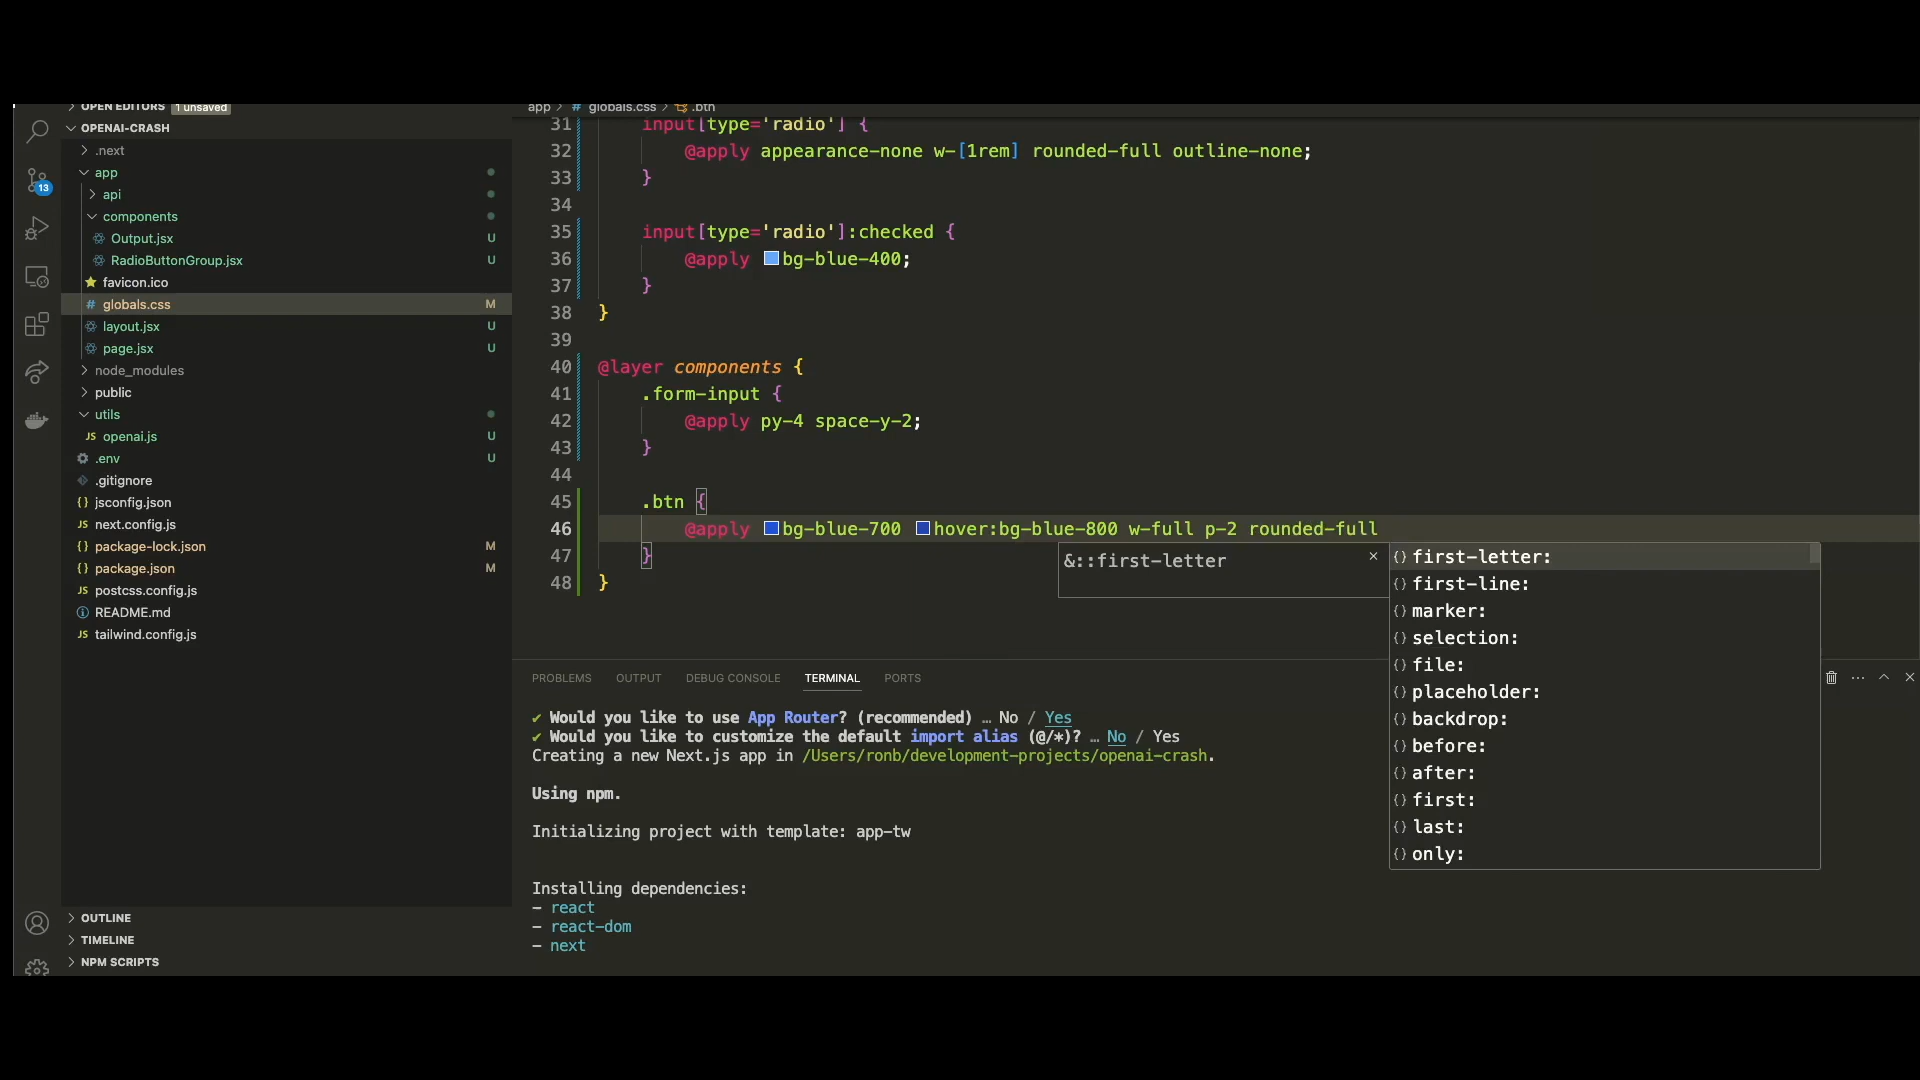 OPEN EDITORS 1 unsaved
OPENAI-CRASH
.next
app
api
components
Output.jsx U
RadioButtonGroup.jsx U
favicon.ico
# globals.css M
layout.jsx U
page.jsx U
node_modules
public
utils
JS openai.js U
.env U
.gitignore
{} jsconfig.json
JS next.config.js
{} package-lock.json M
{} package.json M
JS postcss.config.js
README.md
JS tailwind.config.js
13
OUTLINE
TIMELINE
NPM SCRIPTS
app > # globals.css > .btn
31 input[type='radio'] {
32 @apply appearance-none w-[1rem] rounded-full outline-none;
33 }
34
35 input[type='radio']:checked {
36 @apply bg-blue-400;
37 }
38 }
39
40 @layer components {
41 .form-input {
42 @apply py-4 space-y-2;
43 }
44
45 .btn {
46 @apply bg-blue-700 hover:bg-blue-800 w-full p-2 rounded-full
47 }
48 }
&::first-letter
{} first-letter:
{} first-line:
{} marker:
{} selection:
{} file:
{} placeholder:
{} backdrop:
{} before:
{} after:
{} first:
{} last:
{} only:
PROBLEMS OUTPUT DEBUG CONSOLE TERMINAL PORTS
✔ Would you like to use App Router? (recommended) … No / Yes
✔ Would you like to customize the default import alias (@/*)? … No / Yes
Creating a new Next.js app in /Users/ronb/development-projects/openai-crash.
Using npm.
Initializing project with template: app-tw
Installing dependencies:
- react
- react-dom
- next